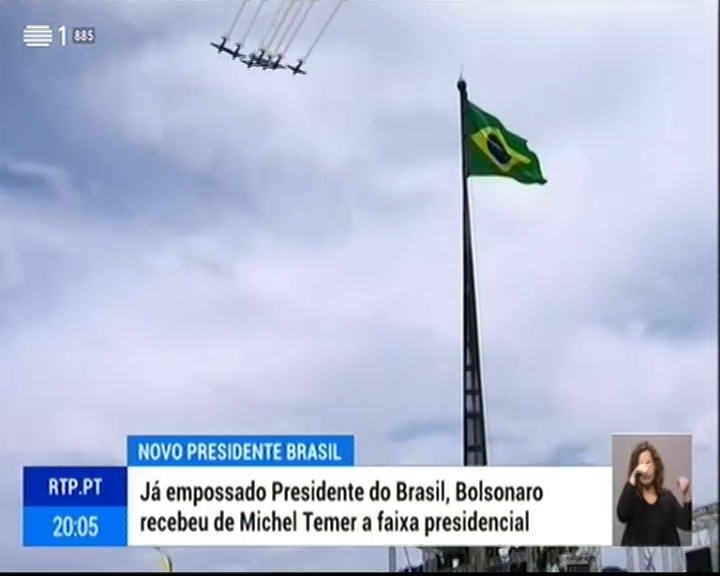 1 885
NOVO PRESIDENTE BRASIL
RTP.PT
20:05
Já empossado Presidente do Brasil, Bolsonaro
recebeu de Michel Temer a faixa presidencial